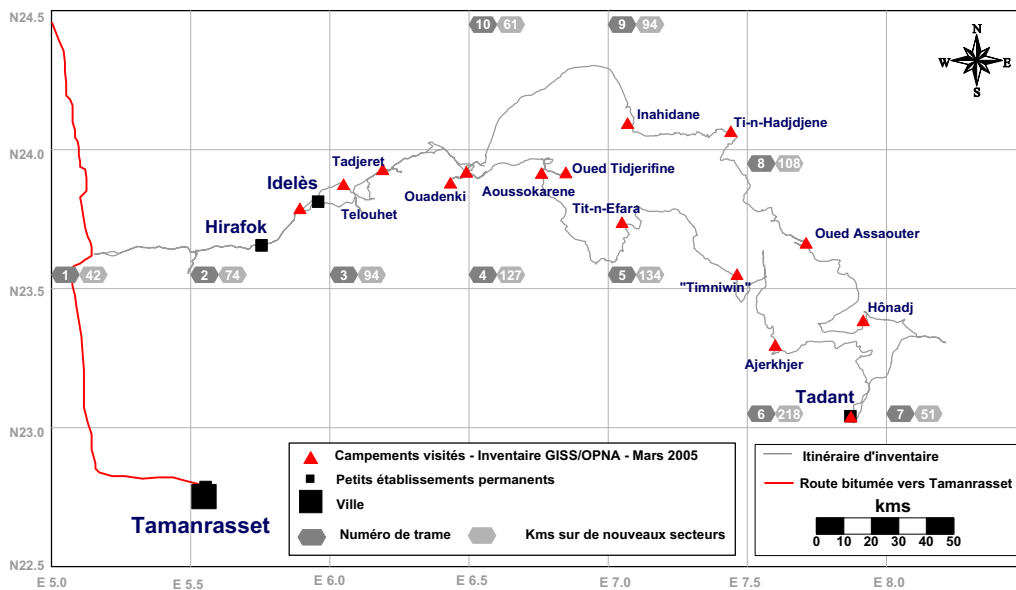 N24.5
10 61
9 94
N
W E
S
Inahidane
Ti-n-Hadjdjene
N24.0
Tadjeret
8 108
Idelès
Oued Tidjerifine
Ouadenki
Aoussokarene
Telouhet
Tit-n-Efara
Hirafok
Oued Assaouter
1 42
2 74
3 94
4 127
5 134
N23.5
"Timniwin"
Hônadj
Ajerkhjer
Tadant
6 218
7 51
N23.0
Campements visités - Inventaire GISS/OPNA - Mars 2005
Petits établissements permanents
Ville
Numéro de trame
Kms sur de nouveaux secteurs
Itinéraire d'inventaire
Route bitumée vers Tamanrasset
kms
0 10 20 30 40 50
Tamanrasset
N22.5
E 5.0
E 5.5
E 6.0
E 6.5
E 7.0
E 7.5
E 8.0